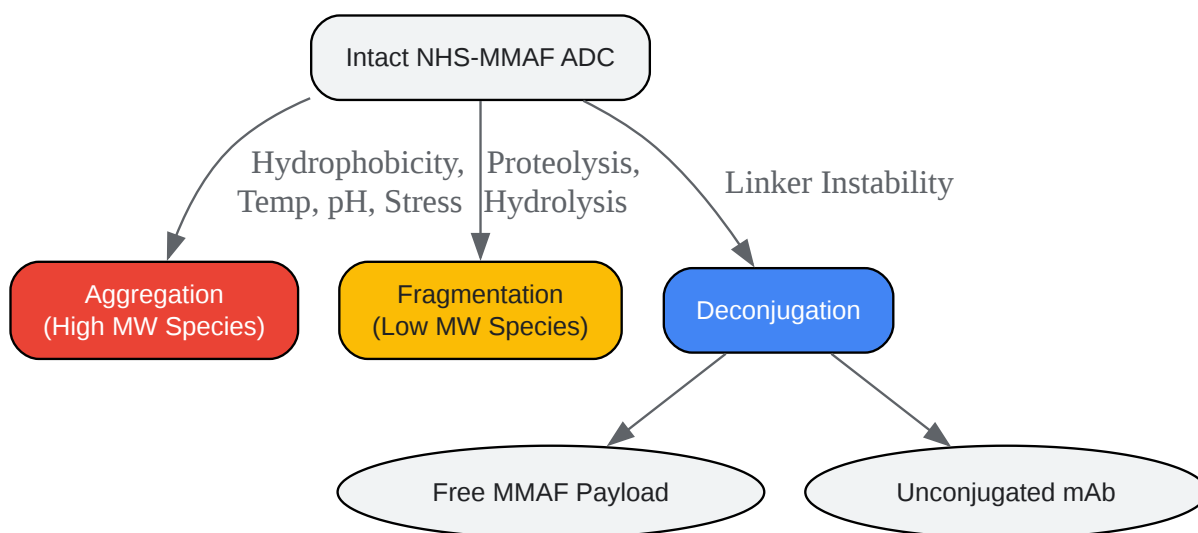 Intact NHS-MMAF ADC
Hydrophobicity,
Temp, pH, Stress
Proteolysis,
Hydrolysis
Linker Instability
Aggregation
(High MW Species)
Fragmentation
(Low MW Species)
Deconjugation
Free MMAF Payload
Unconjugated mAb